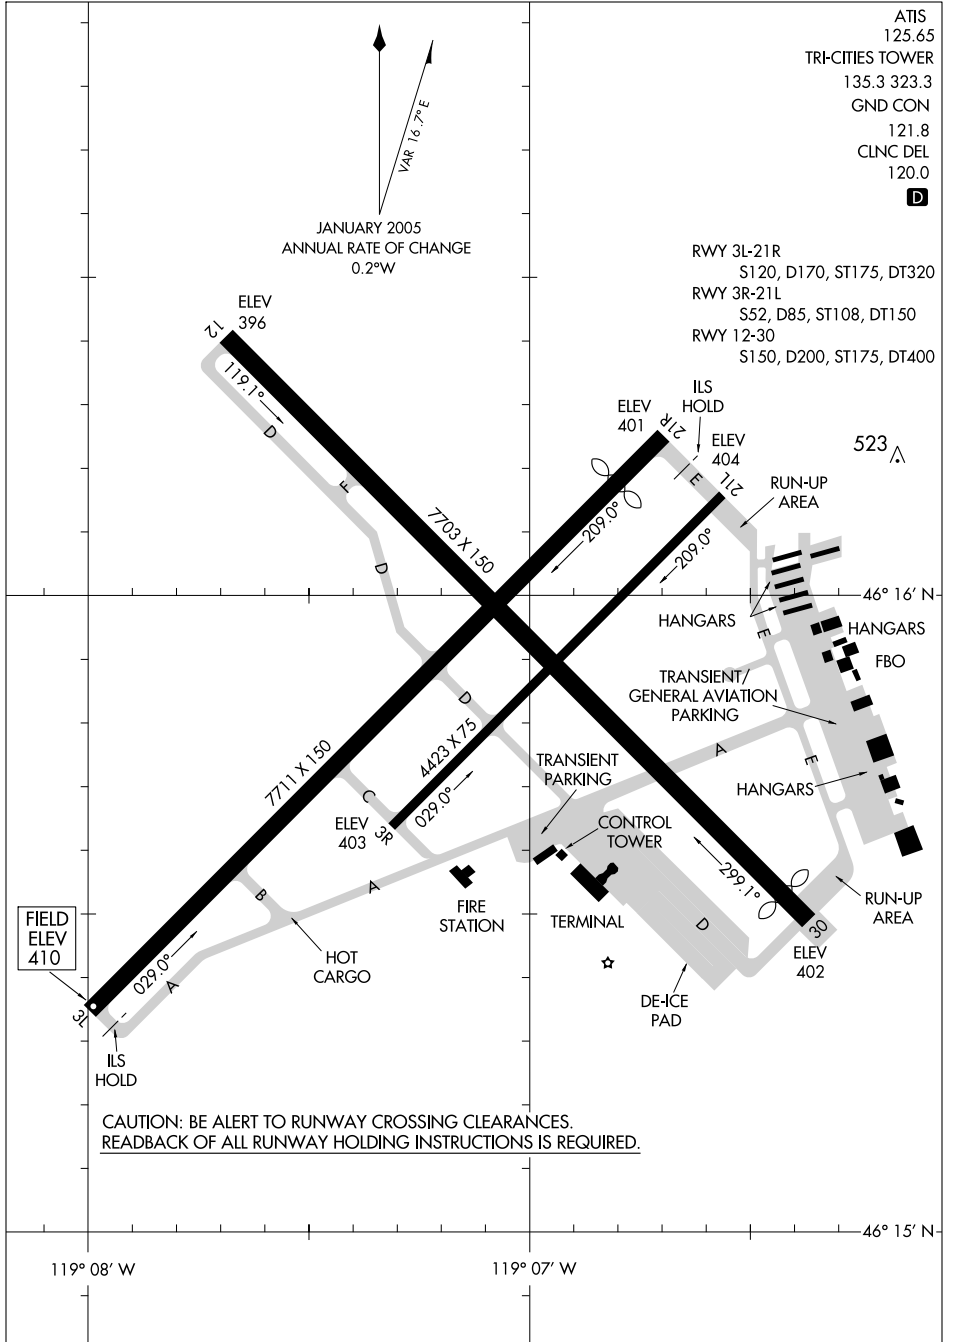 ATIS
125.65
TRI-CITIES TOWER
135.3 323.3
GND CON
121.8
CLNC DEL
120.0
D
VAR 16.7° E
JANUARY 2005
ANNUAL RATE OF CHANGE
0.2°W
RWY 3L-21R
S120, D170, ST175, DT320
RWY 3R-21L
S52, D85, ST108, DT150
RWY 12-30
S150, D200, ST175, DT400
ELEV
396
12
119.1°
D
F
D
7703 X 150
ELEV
401
21R
ILS
HOLD
E
ELEV
404
21L
523
RUN-UP
AREA
209.0°
209.0°
46° 16' N
HANGARS
E
HANGARS
FBO
TRANSIENT/
GENERAL AVIATION
PARKING
D
A
E
7711 X 150
4423 X 75
TRANSIENT
PARKING
HANGARS
C
029.0°
ELEV
403
3R
CONTROL
TOWER
299.1°
A
B
FIRE
STATION
TERMINAL
D
30
ELEV
402
RUN-UP
AREA
FIELD
ELEV
410
029.0°
A
HOT
CARGO
DE-ICE
PAD
3L
ILS
HOLD
CAUTION: BE ALERT TO RUNWAY CROSSING CLEARANCES.
READBACK OF ALL RUNWAY HOLDING INSTRUCTIONS IS REQUIRED.
46° 15' N
119° 08' W
119° 07' W